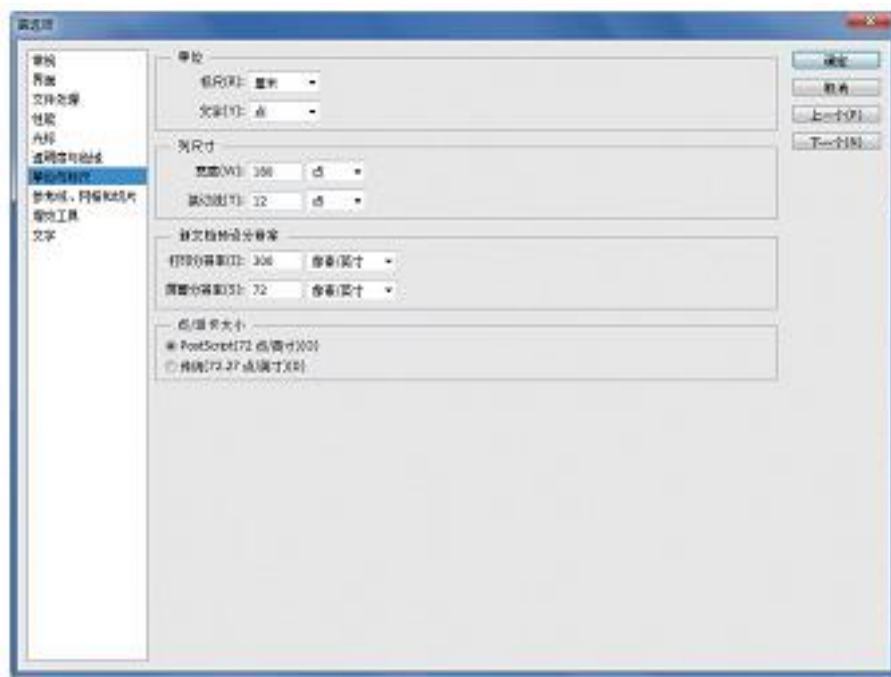 首选项
常规
界面
文件处理
性能
光标
透明度与色域
单位与标尺
参考线、网格和切片
增效工具
文字
单位
标尺(R): 厘米
文字(Y): 点
列尺寸
宽度(W): 180 点
装订线(T): 12 点
新文档预设分辨率
打印分辨率(I): 300 像素/英寸
屏幕分辨率(S): 72 像素/英寸
点/派卡大小
PostScript(72 点/英寸)(O)
传统(72.27 点/英寸)(D)
确定
取消
上一个(P)
下一个(N)